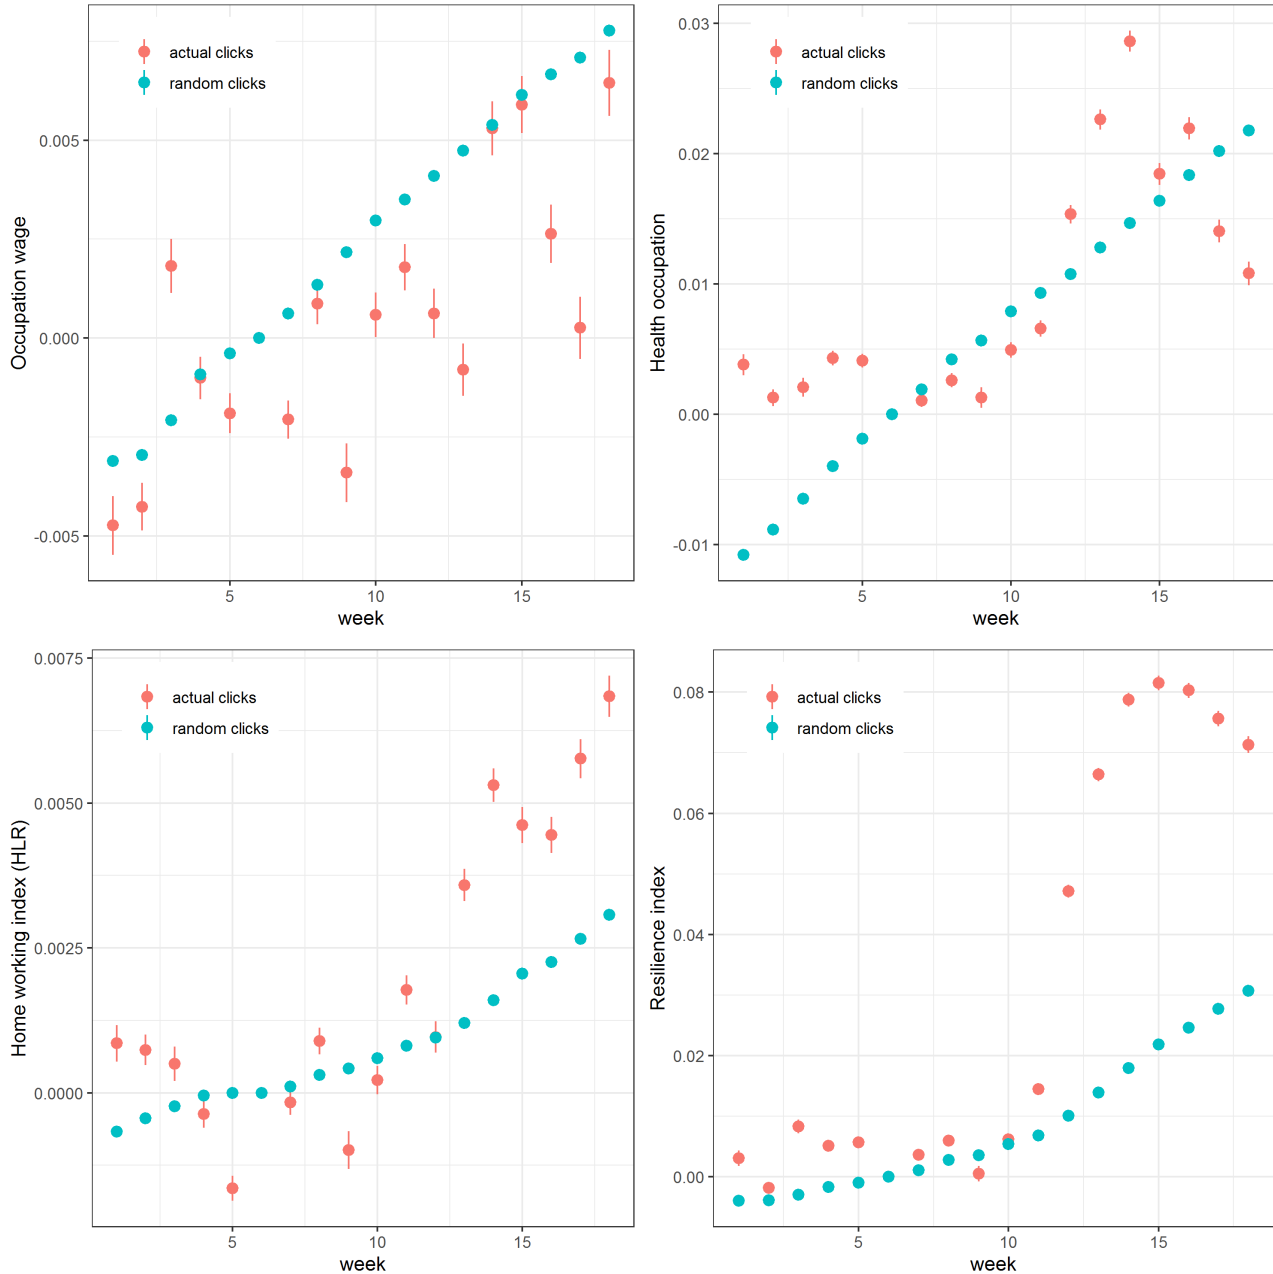 Occupation wage
actual clicks
random clicks
0.005
0.000
-0.005
5
10
15
week
Health occupation
actual clicks
random clicks
0.03
0.02
0.01
0.00
-0.01
5
10
15
week
Home working index (HLR)
actual clicks
random clicks
0.0075
0.0050
0.0025
0.0000
5
10
15
week
Resilience index
actual clicks
random clicks
0.08
0.06
0.04
0.02
0.00
5
10
15
week